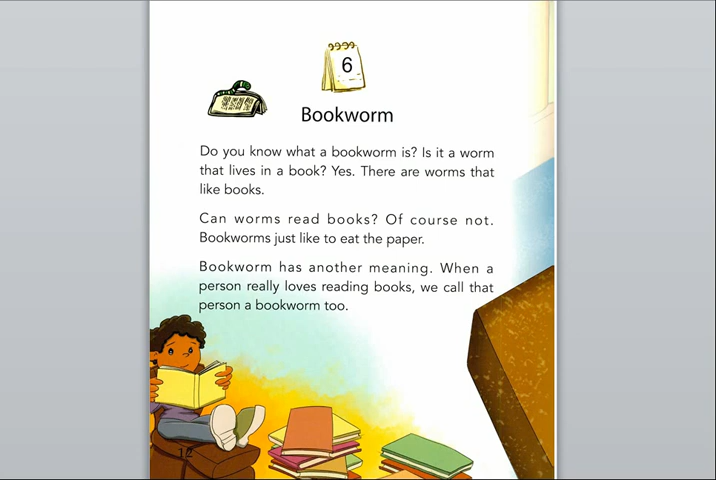 6
Bookworm
Do you know what a bookworm is? Is it a worm
that lives in a book? Yes. There are worms that
like books.
Can worms read books? Of course not.
Bookworms just like to eat the paper.
Bookworm has another meaning. When a
person really loves reading books, we call that
person a bookworm too.
12